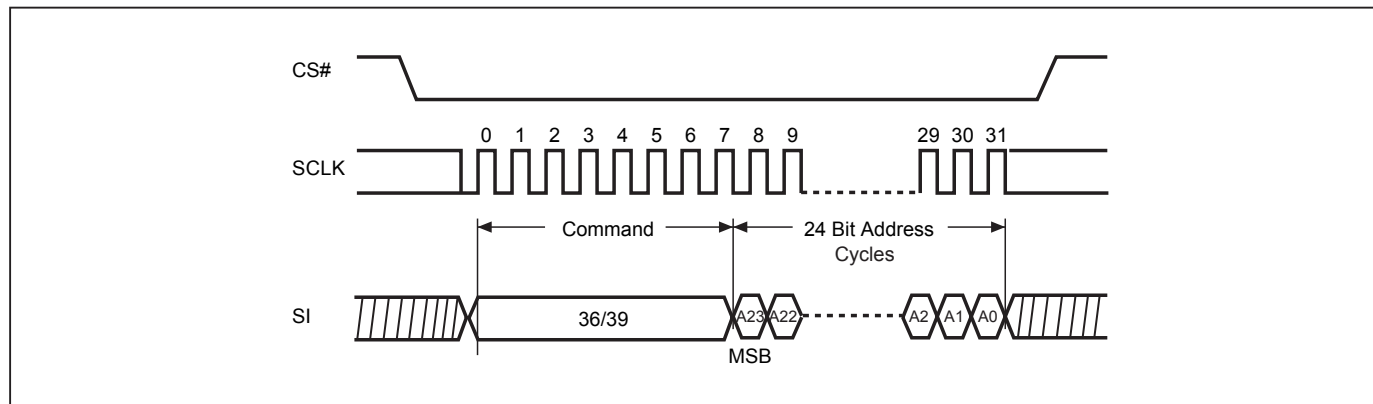 CS#
0 1 2 3 4 5 6 7 8 9 29 30 31
SCLK
Command
24 Bit Address
Cycles
SI
36/39
A23 A22 A2 A1 A0
MSB